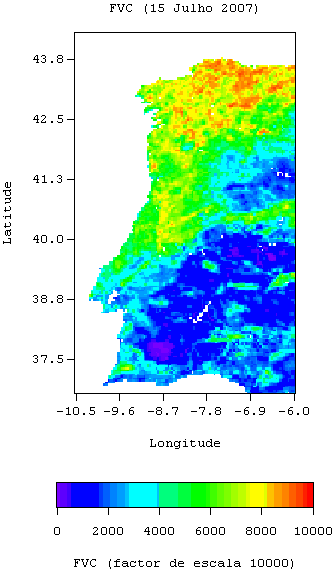 FVC (15 Julho 2007)
43.8
42.5
41.3
40.0
38.8
37.5
Latitude
-10.5 -9.6 -8.7 -7.8 -6.9 -6.0
Longitude
0 2000 4000 6000 8000 10000
FVC (factor de escala 10000)